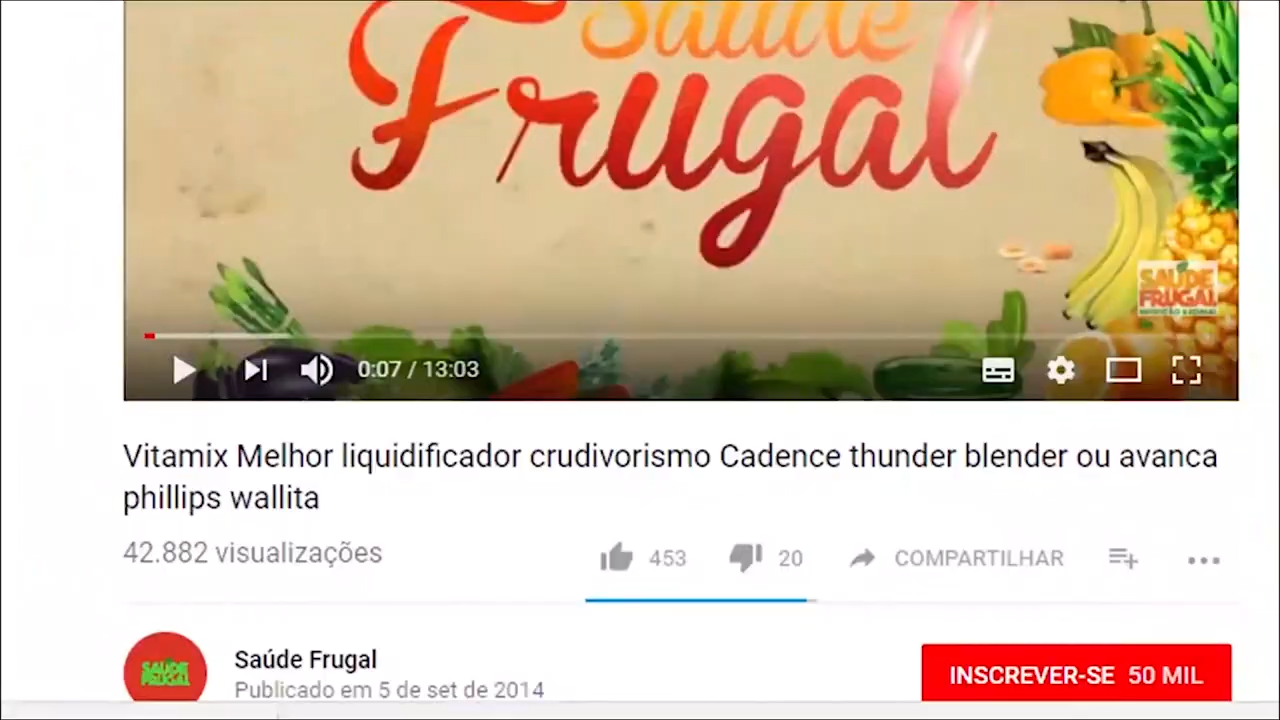 Saúde
Frugal
SAÚDE
FRUGAL
0:07 / 13:03
Vitamix Melhor liquidificador crudivorismo Cadence thunder blender ou avanca
phillips wallita
42.882 visualizações
453
20
COMPARTILHAR
SAÚDE
FRUGAL
Saúde Frugal
Publicado em 5 de set de 2014
INSCREVER-SE 50 MIL